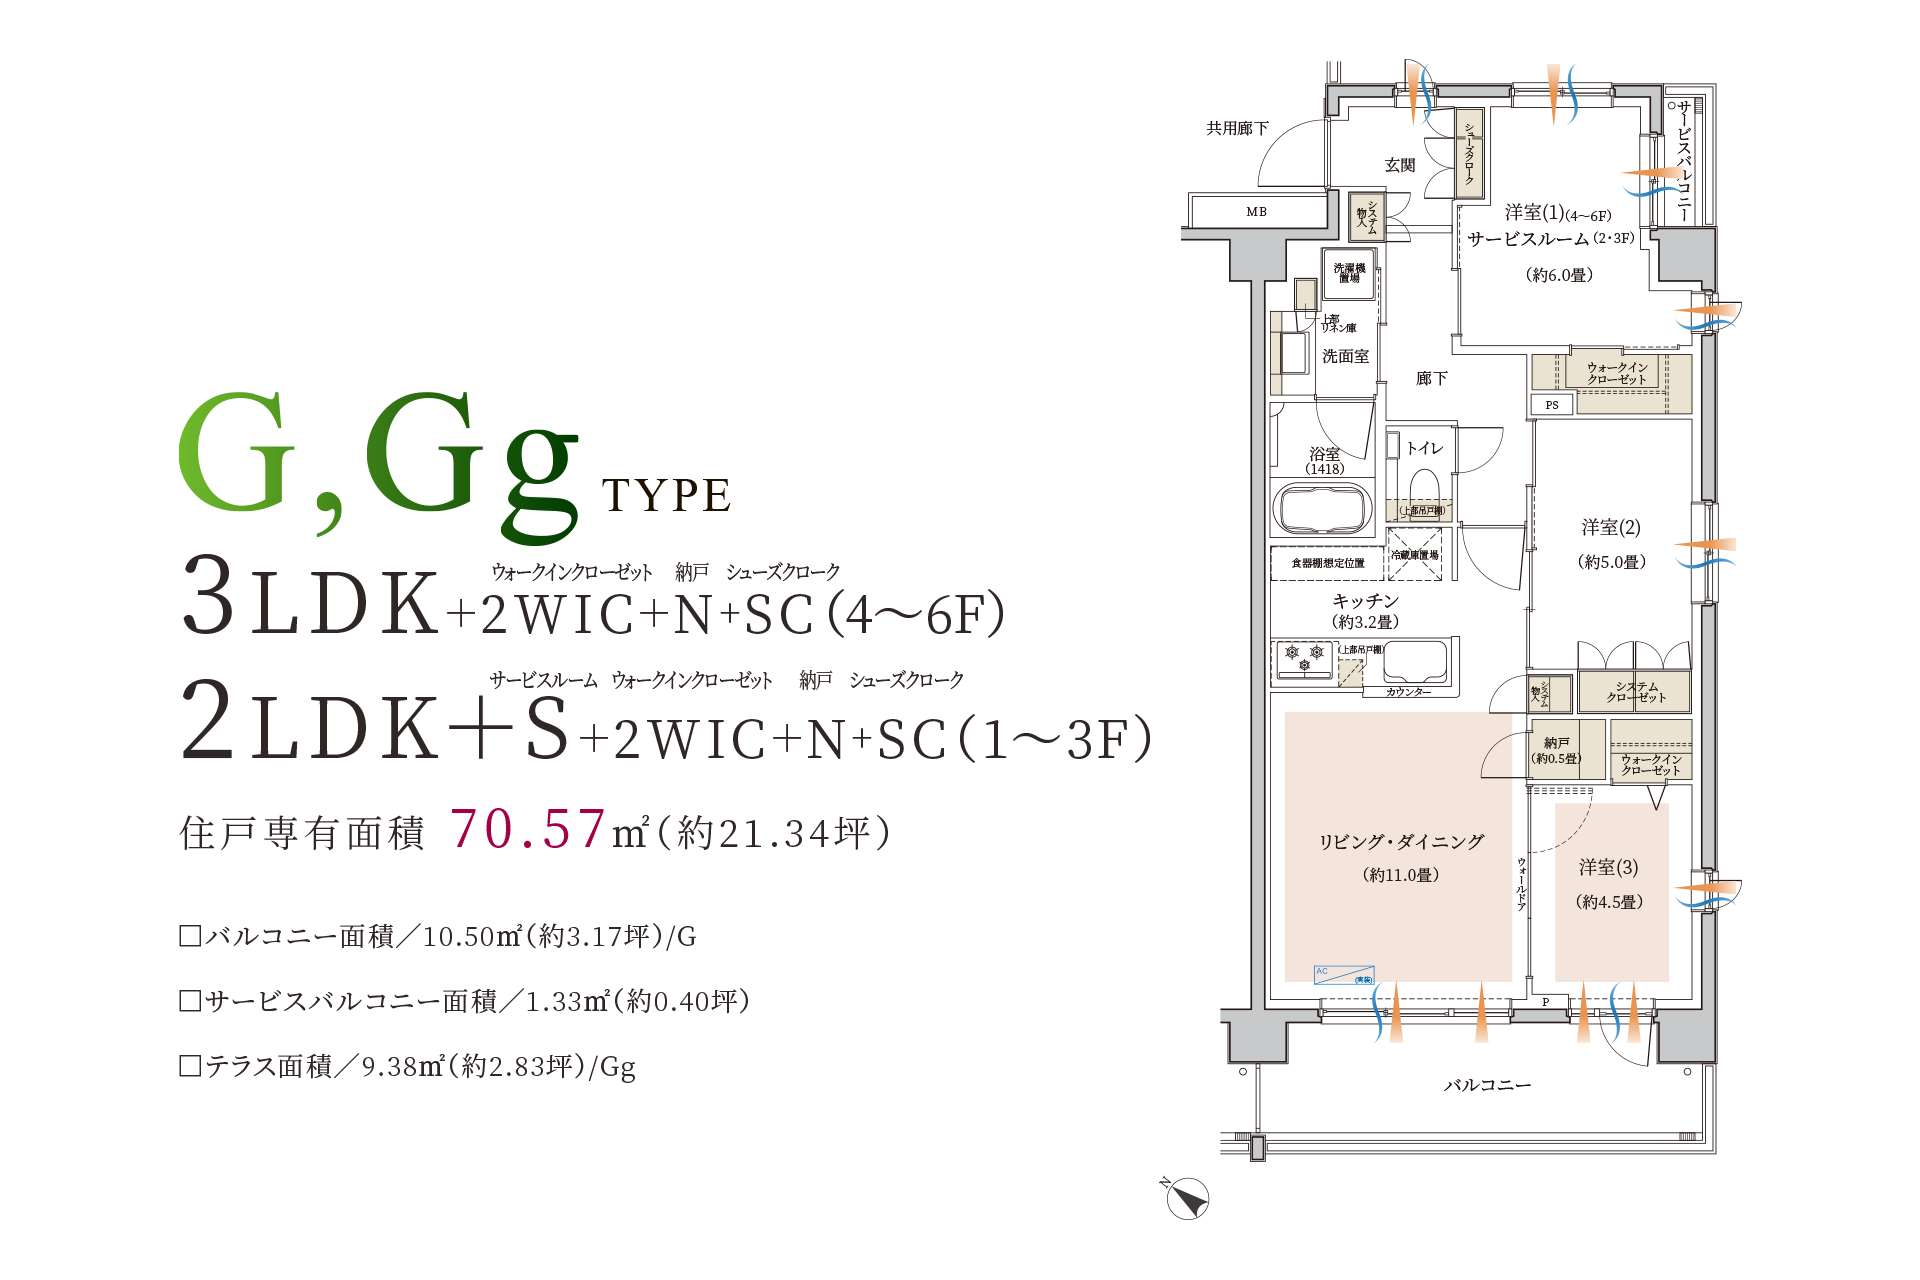 G,Gg TYPE
ウォークインクローゼット 納戸 シューズクローク
3LDK+2WIC+N+SC(4〜6F)
サービスルーム ウォークインクローゼット 納戸 シューズクローク
2LDK+S+2WIC+N+SC(1〜3F)
住戸専有面積 70.57㎡(約21.34坪)
□バルコニー面積／10.50㎡(約3.17坪)/G
□サービスバルコニー面積／1.33㎡(約0.40坪)
□テラス面積／9.38㎡(約2.83坪)/Gg
共用廊下
玄関
シューズクローク
サービスバルコニー
MB
システム
物入
洋室(1)(4〜6F)
サービスルーム(2・3F)
(約6.0畳)
洗濯機
置場
上部
リネン庫
洗面室
廊下
ウォークイン
クローゼット
PS
浴室
(1418)
トイレ
(上部吊戸棚)
洋室(2)
(約5.0畳)
食器棚想定位置
冷蔵庫置場
キッチン
(約3.2畳)
(上部吊戸棚)
カウンター
システム
物入
システム
クローゼット
納戸
(約0.5畳)
ウォークイン
クローゼット
リビング・ダイニング
(約11.0畳)
ウォールドア
洋室(3)
(約4.5畳)
AC
(実装)
P
バルコニー
N